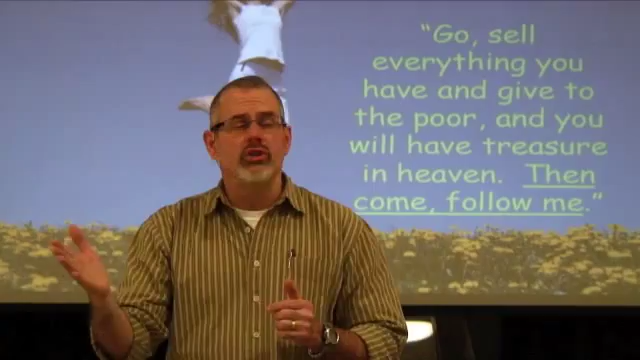 “Go, sell
everything you
have and give to
the poor, and you
will have treasure
in heaven. Then
come, follow me.”